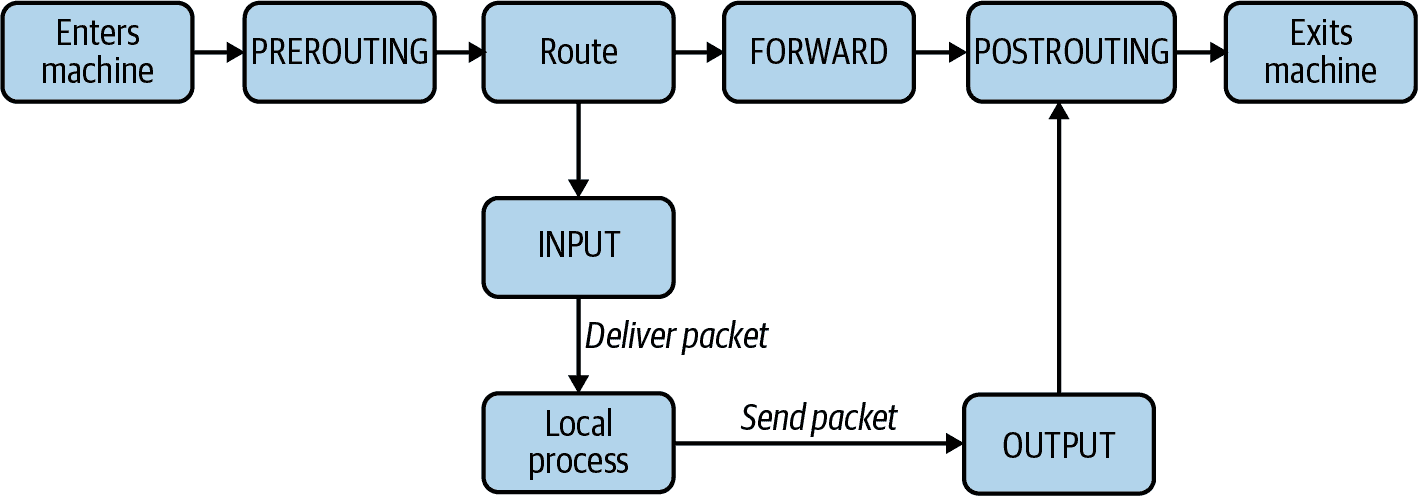 Enters
machine
PREROUTING
Route
FORWARD
POSTROUTING
Exits
machine
INPUT
Deliver packet
Local
process
Send packet
OUTPUT